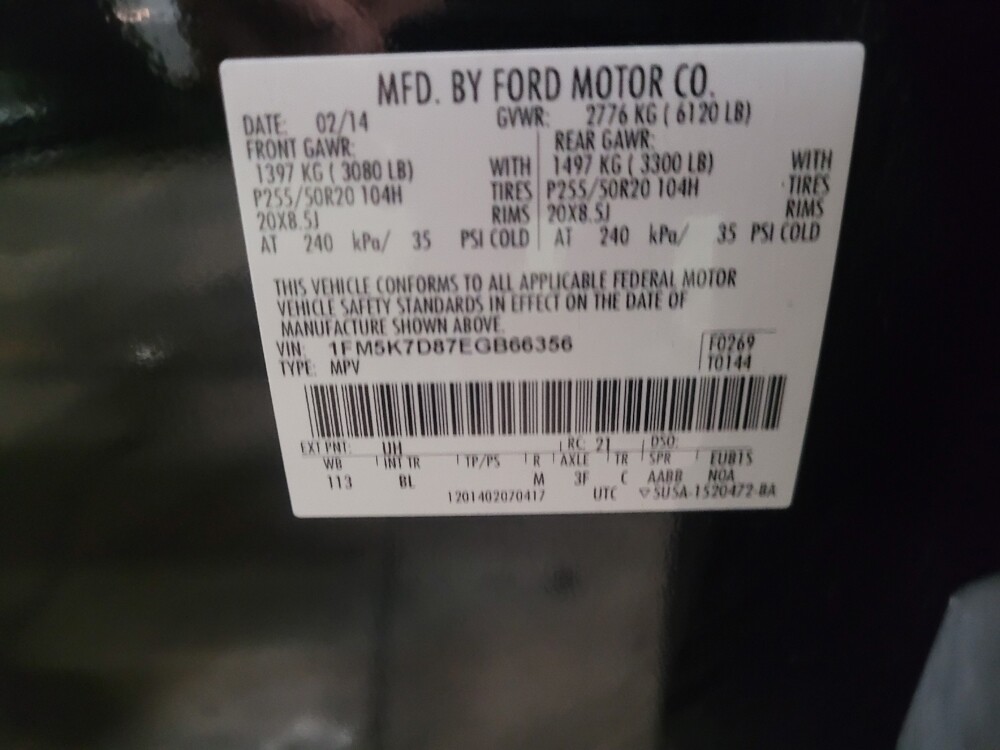 MFD. BY FORD MOTOR CO.
DATE: 02/14 GVWR: 2776 KG ( 6120 LB)
FRONT GAWR: REAR GAWR:
1397 KG ( 3080 LB) WITH 1497 KG ( 3300 LB) WITH
P255/50R20 104H TIRES P255/50R20 104H TIRES
20X8.5J RIMS 20X8.5J RIMS
AT 240 kPa/ 35 PSI COLD AT 240 kPa/ 35 PSI COLD
THIS VEHICLE CONFORMS TO ALL APPLICABLE FEDERAL MOTOR
VEHICLE SAFETY STANDARDS IN EFFECT ON THE DATE OF
MANUFACTURE SHOWN ABOVE.
VIN: 1FM5K7D87EGB66356 F0269
TYPE: MPV T0144
EXT PNT: UH RC: 21 DSO:
WB INT TR TP/PS R AXLE TR SPR EUBTS
113 BL M 3F C AABB NOA
1201402070417 UTC ▽5U5A-1520472-BA